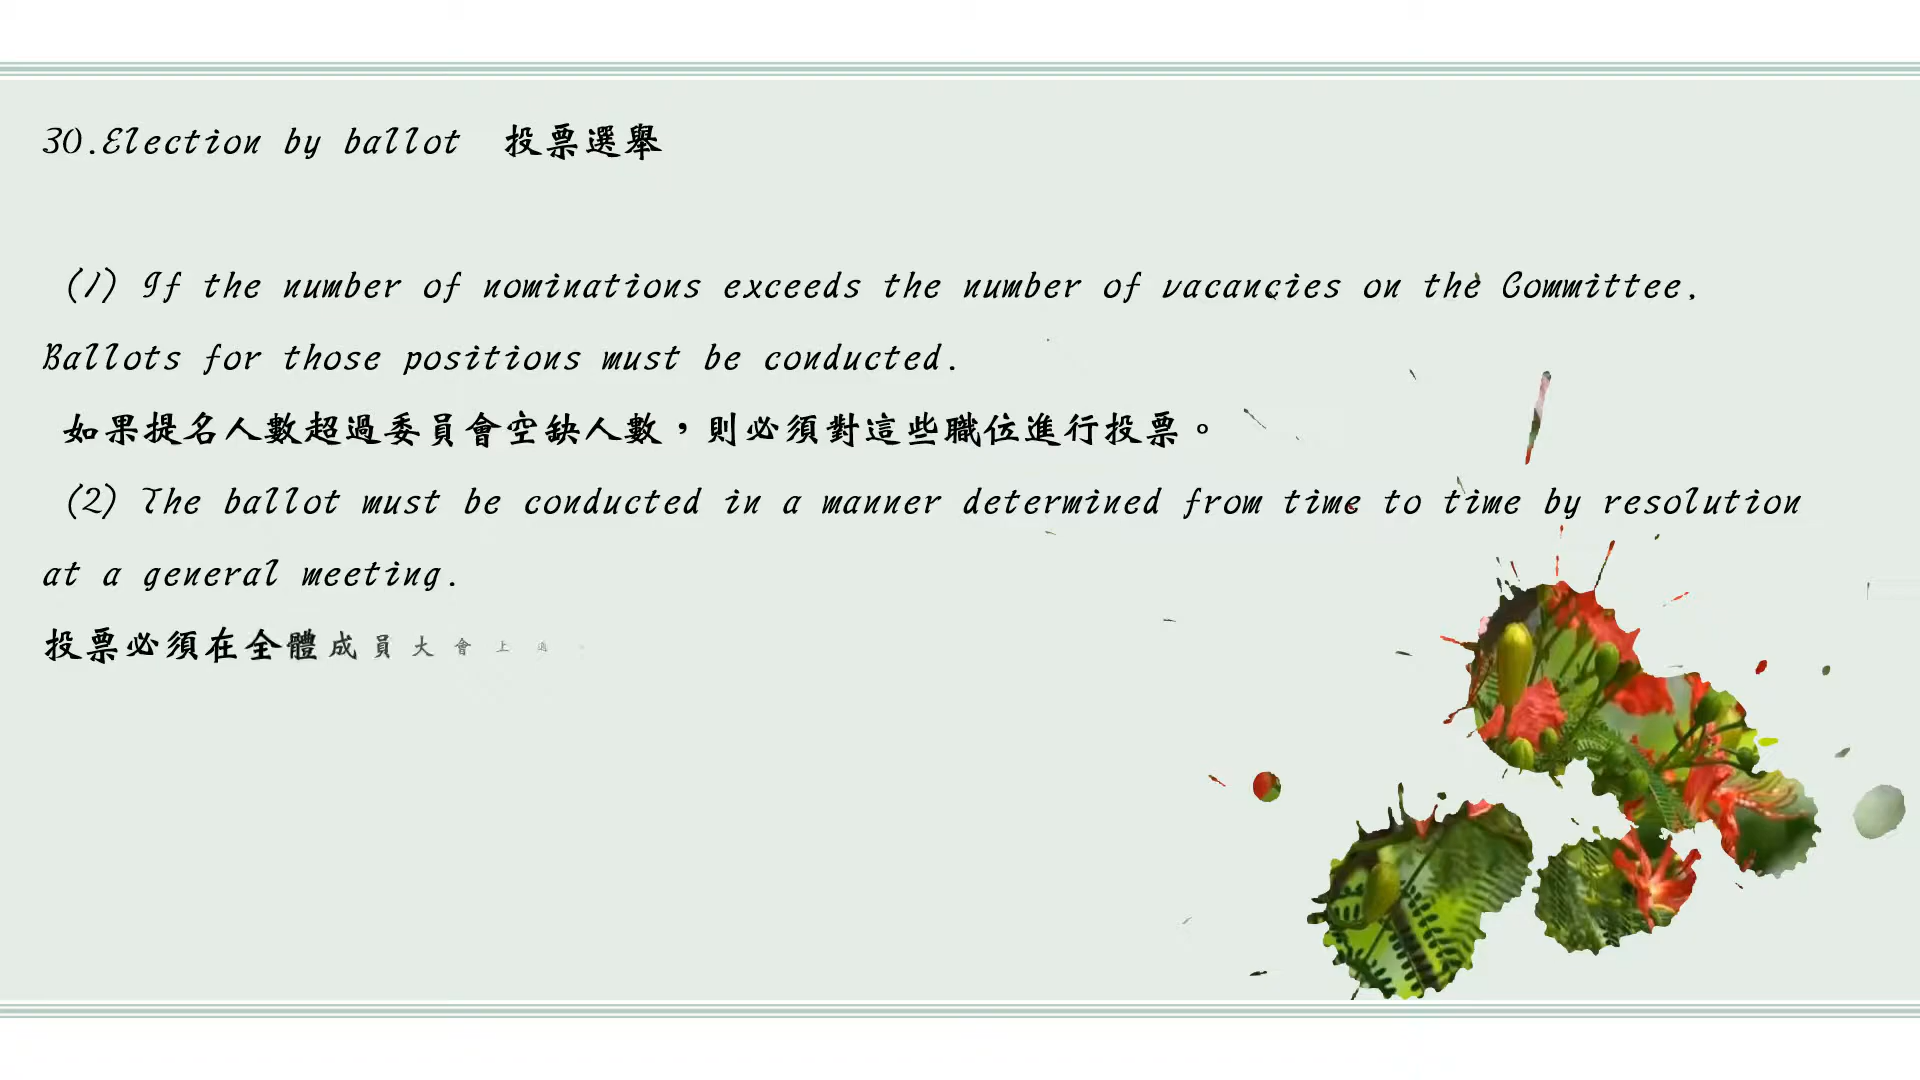 30.Election by ballot 投票選舉
(1) If the number of nominations exceeds the number of vacancies on the Committee.
Ballots for those positions must be conducted.
如果提名人數超過委員會空缺人數，則必須對這些職位進行投票。
(2) The ballot must be conducted in a manner determined from time to time by resolution
at a general meeting.
投票必須在全體成員大會上